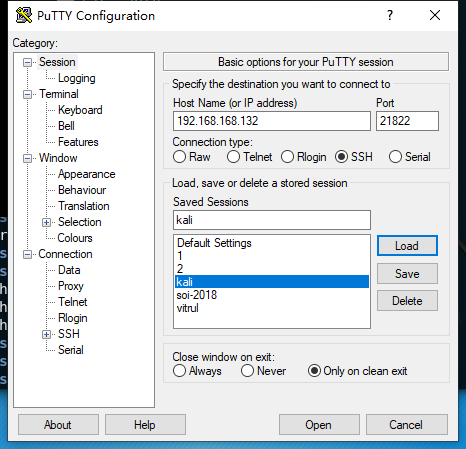 PuTTY Configuration
Category:
Session
Logging
Terminal
Keyboard
Bell
Features
Window
Appearance
Behaviour
Translation
Selection
Colours
Connection
Data
Proxy
Telnet
Rlogin
SSH
Serial
Basic options for your PuTTY session
Specify the destination you want to connect to
Host Name (or IP address) Port
192.168.168.132 21822
Connection type:
Raw Telnet Rlogin SSH Serial
Load, save or delete a stored session
Saved Sessions
kali
Default Settings
1
2
kali
soi-2018
vitrul
Load
Save
Delete
Close window on exit:
Always Never Only on clean exit
About Help Open Cancel